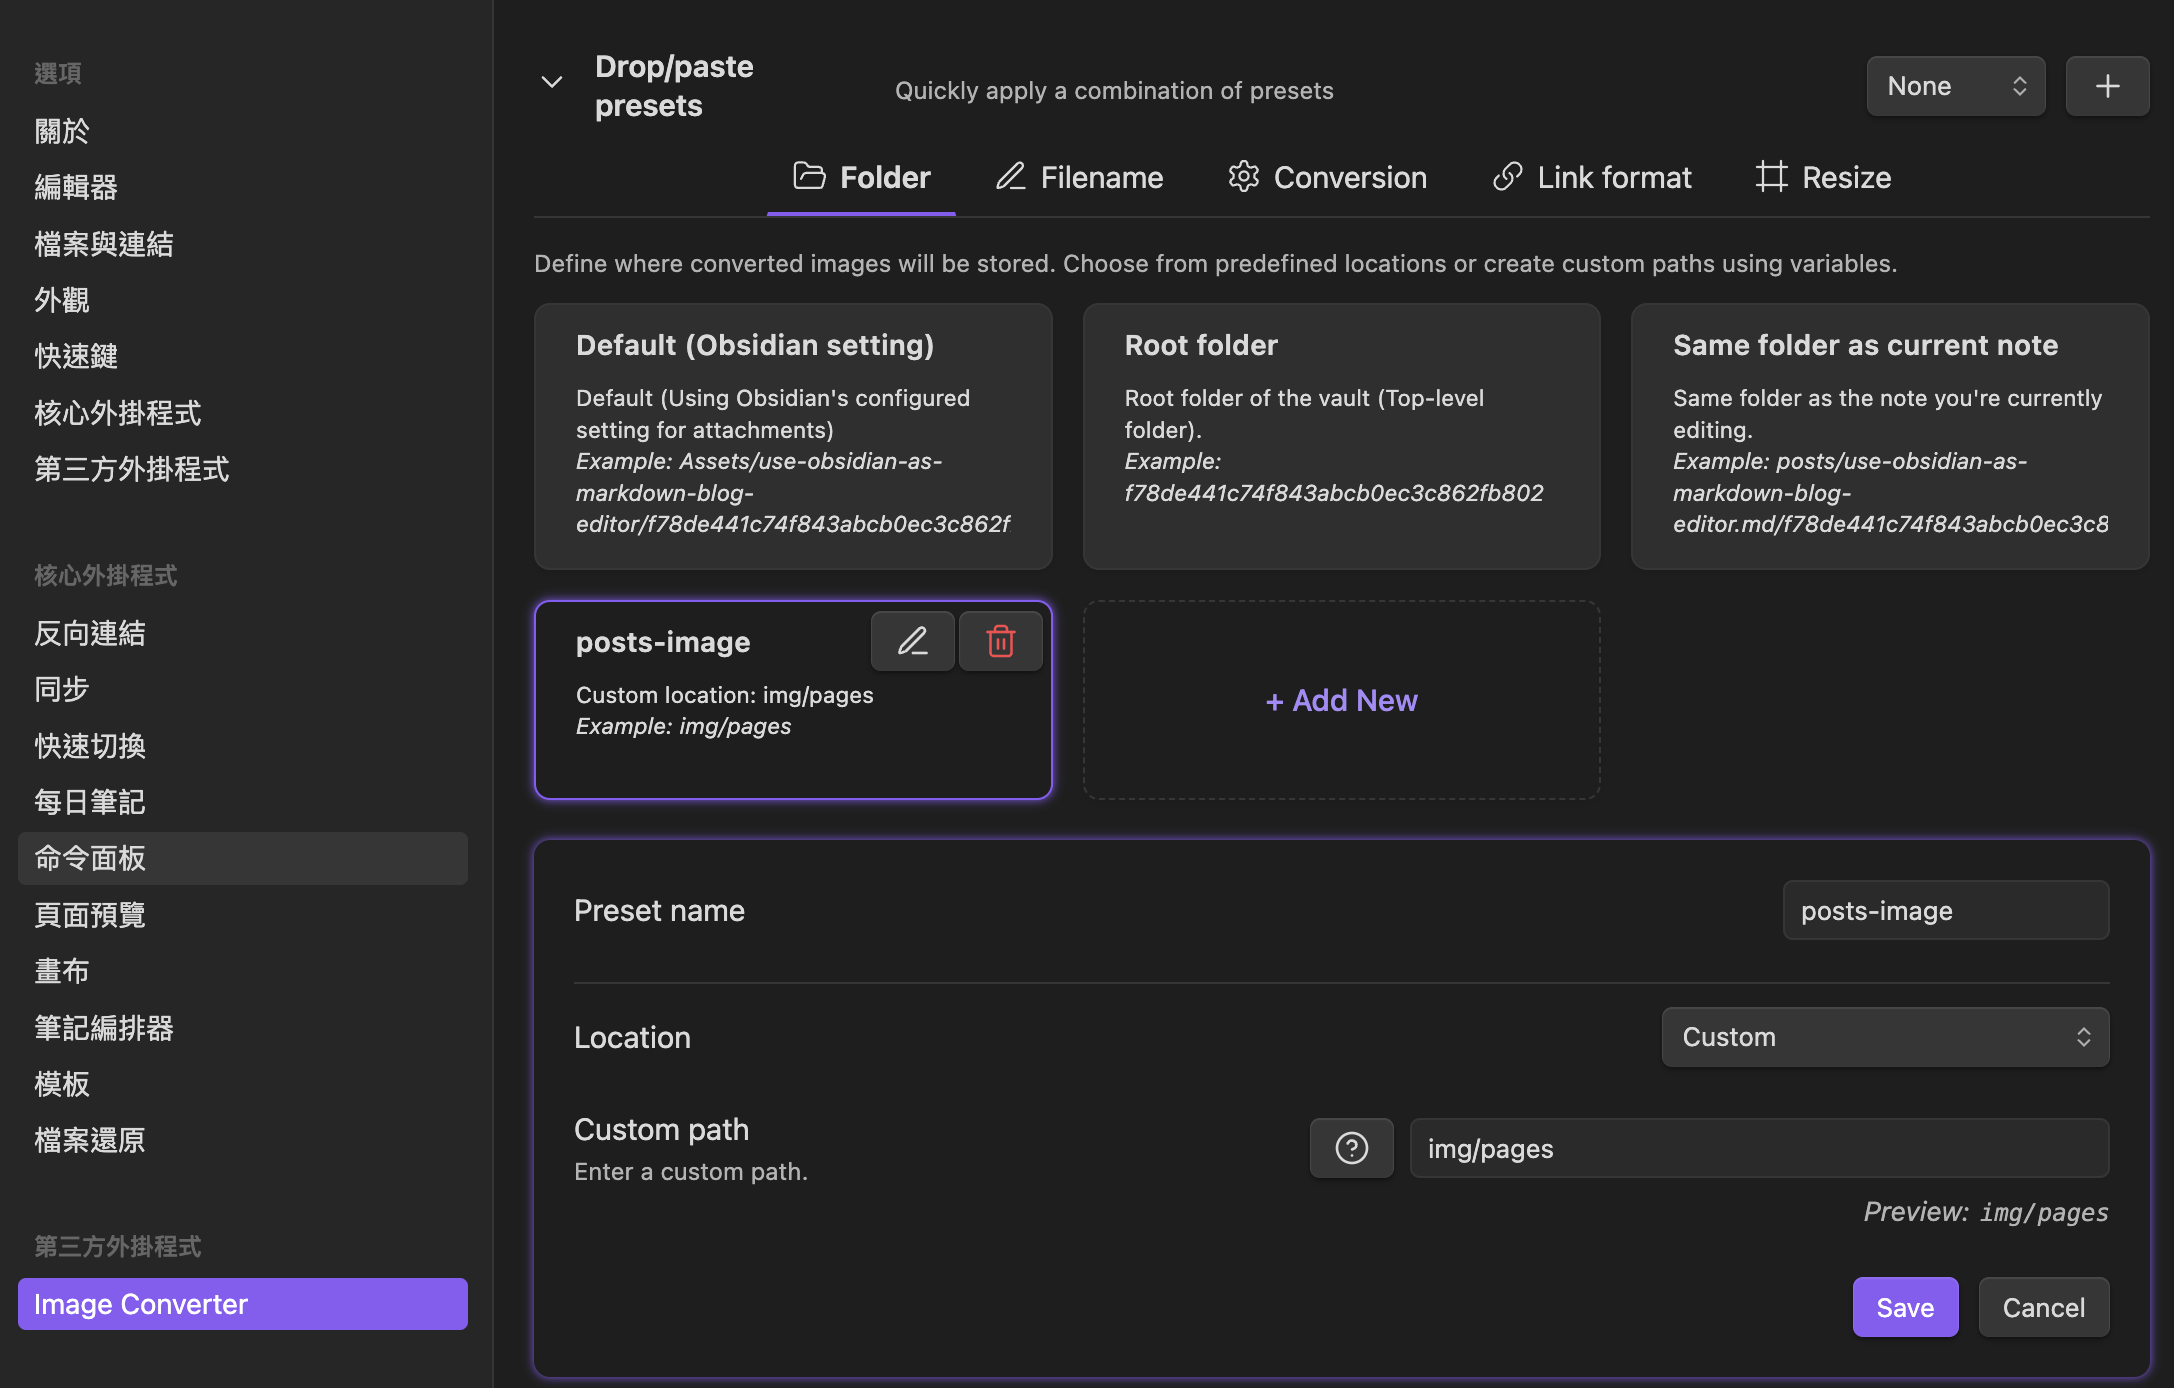 選項
關於
編輯器
檔案與連結
外觀
快速鍵
核心外掛程式
第三方外掛程式
核心外掛程式
反向連結
同步
快速切換
每日筆記
命令面板
頁面預覽
畫布
筆記編排器
模板
檔案還原
第三方外掛程式
Image Converter
Drop/paste
presets
Quickly apply a combination of presets
None
Folder
Filename
Conversion
Link format
Resize
Define where converted images will be stored. Choose from predefined locations or create custom paths using variables.
Default (Obsidian setting)
Default (Using Obsidian's configured
setting for attachments)
Example: Assets/use-obsidian-as-
markdown-blog-
editor/f78de441c74f843abcb0ec3c862f
Root folder
Root folder of the vault (Top-level
folder).
Example:
f78de441c74f843abcb0ec3c862fb802
Same folder as current note
Same folder as the note you're currently
editing.
Example: posts/use-obsidian-as-
markdown-blog-
editor.md/f78de441c74f843abcb0ec3c8
posts-image
Custom location: img/pages
Example: img/pages
+ Add New
Preset name
posts-image
Location
Custom
Custom path
Enter a custom path.
img/pages
Preview: img/pages
Save
Cancel